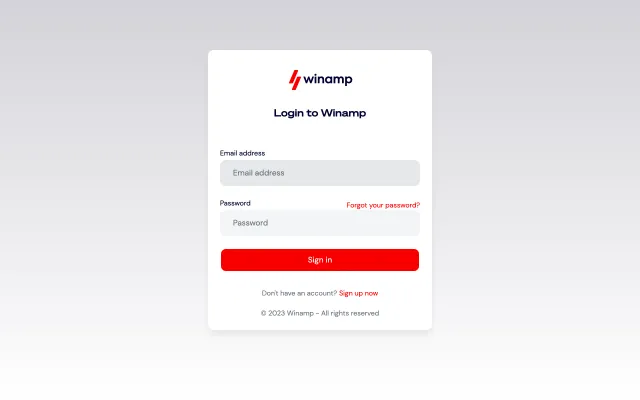 winamp
Login to Winamp
Email address
Email address
Password
Forgot your password?
Password
Sign in
Don't have an account? Sign up now
© 2023 Winamp - All rights reserved